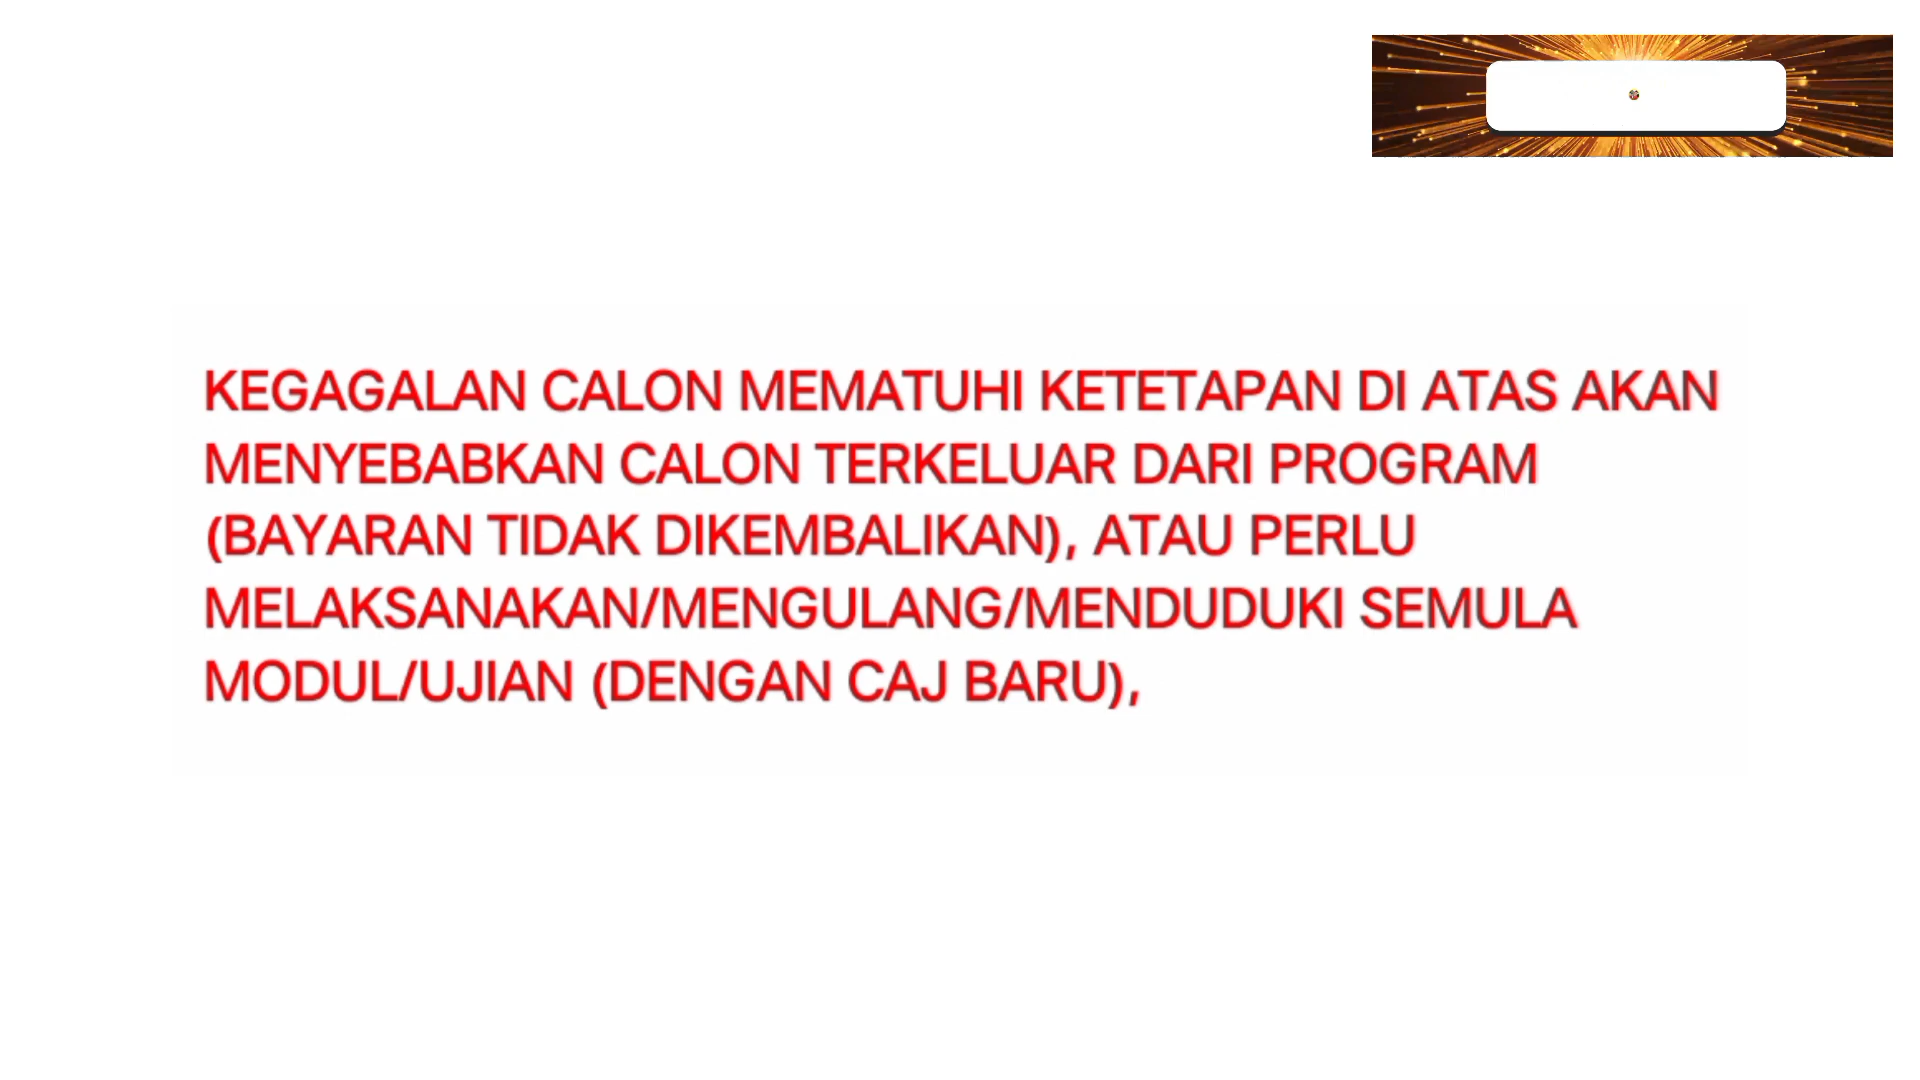 KEGAGALAN CALON MEMATUHI KETETAPAN DI ATAS AKAN
MENYEBABKAN CALON TERKELUAR DARI PROGRAM
(BAYARAN TIDAK DIKEMBALIKAN), ATAU PERLU
MELAKSANAKAN/MENGULANG/MENDUDUKI SEMULA
MODUL/UJIAN (DENGAN CAJ BARU),